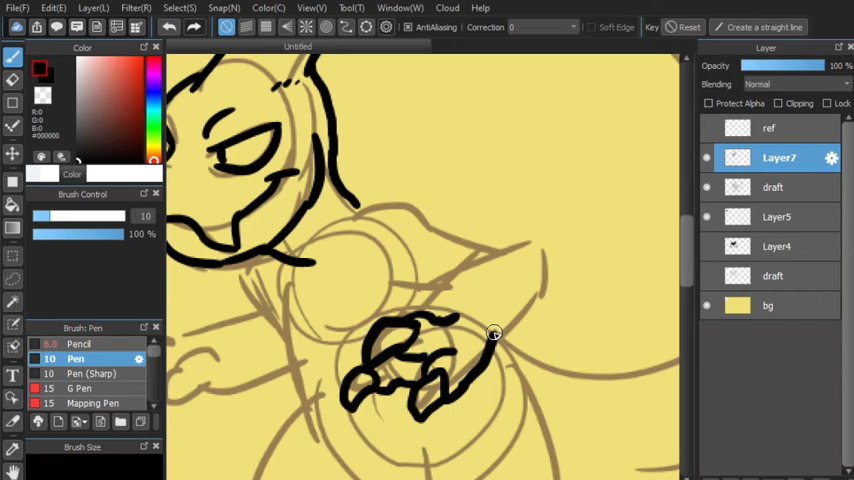 File(F) Edit(E) Layer(L) Filter(R) Select(S) Snap(N) Color(C) View(V) Tool(T) Window(W) Cloud Help(H)
AntiAliasing Correction 0 Soft Edge Key Reset Create a straight line
Color
Untitled
Layer
R:0
G:0
B:0
#000000
Color
Brush Control
10
100 %
Brush: Pen
6.0 Pencil
10 Pen
10 Pen (Sharp)
15 G Pen
15 Mapping Pen
Brush Size
Opacity 100 %
Blending Normal
Protect Alpha Clipping Lock
ref
Layer7
draft
Layer5
Layer4
draft
bg